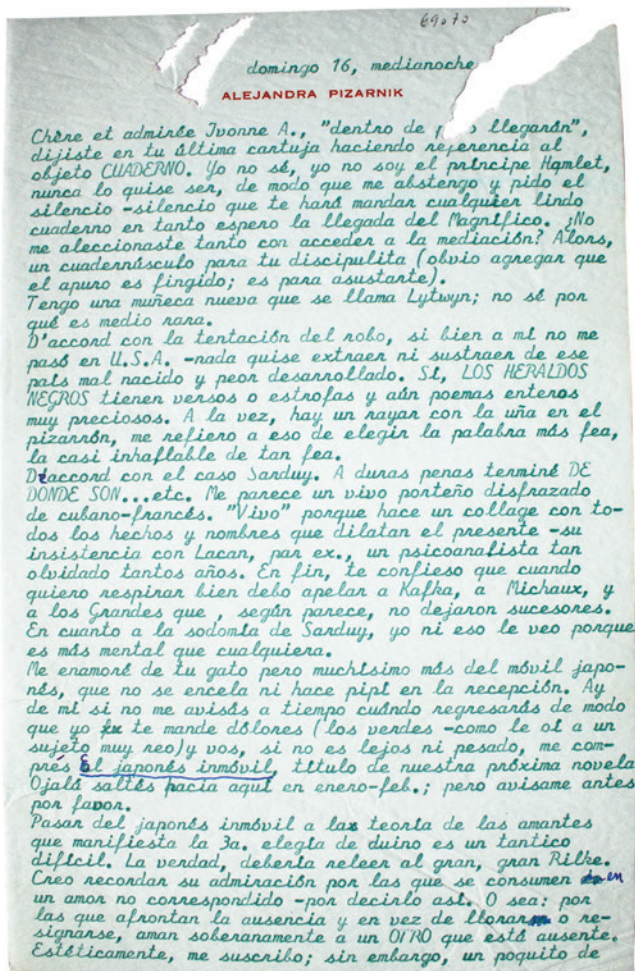 69.70
domingo 16, medianoche
ALEJANDRA PIZARNIK
Chère et admirée Ivonne A., "dentro de llegarán",
dijiste en tu última cartuja haciendo referencia al
objeto CUADERNO. Yo no sé, yo no soy el príncipe Hamlet,
nunca lo quise ser, de modo que me abstengo y pido el
silencio -silencio que te hará mandar cualquier lindo
cuaderno en tanto espero la llegada del Magnífico. ¿No
me aleccionaste tanto con acceder a la mediación? Alors,
un cuadernúsculo para tu discipulita (obvio agregar que
el apuro es fingido; es para asustarte).
Tengo una muñeca nueva que se llama Lytwyn; no sé por
qué es medio rara.
D'accord con la tentación del robo, si bien a mí no me
pasó en U.S.A. -nada quise extraer ni sustraer de ese
país mal nacido y peor desarrollado. Sí, LOS HERALDOS
NEGROS tienen versos o estrofas y aún poemas enteros
muy preciosos. A la vez, hay un rayar con la uña en el
pizarrón, me refiero a eso de elegir la palabra más fea,
la casi inhaflable de tan fea.
D'accord con el caso Sarduy. A duras penas terminé DE
DONDE SON...etc. Me parece un vivo porteño disfrazado
de cubano-francés. "Vivo" porque hace un collage con to-
dos los hechos y nombres que dilatan el presente -su
insistencia con Lacan, par ex., un psicoanalista tan
olvidado tantos años. En fin, te confieso que cuando
quiero respirar bien debo apelar a Kafka, a Michaux, y
a los Grandes que , según parece, no dejaron sucesores.
En cuanto a la sodomía de Sarduy, yo ni eso le veo porque
es más mental que cualquiera.
Me enamoré de tu gato pero muchísimo más del móvil japo-
nés, que no se encela ni hace pipí en la recepción. Ay
de mí si no me avisás a tiempo cuándo regresarás de modo
que yo te mande dólores (los verdes -como le oí a un
sujeto muy reo)y vos, si no es lejos ni pesado, me com-
prés El japonés inmóvil, título de nuestra próxima novela
Ojalá saltés hacia aquí en enero-feb.; pero avisame antes
por favor.
Pasar del japonés inmóvil a la teoría de las amantes
que manifiesta la 3a. elegía de duino es un tantico
difícil. La verdad, debería releer al gran, gran Rilke.
Creo recordar su admiración por las que se consumen en
un amor no correspondido -por decirlo así. O sea: por
las que afrontan la ausencia y en vez de llorar o re-
signarse, aman soberanamente a un OTRO que está ausente.
Estéticamente, me suscribo; sin embargo, un poquito de